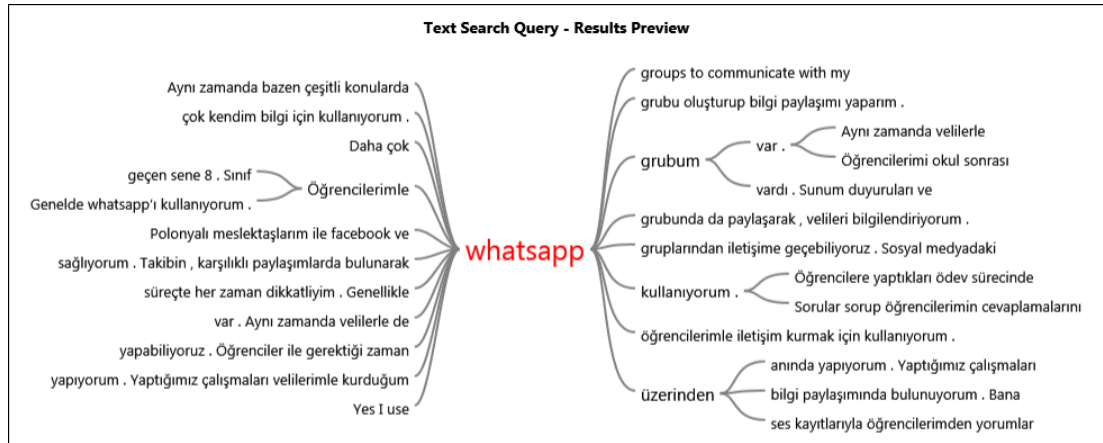 Text Search Query - Results Preview
Aynı zamanda bazen çeşitli konularda
çok kendim bilgi için kullanıyorum .
Daha çok
geçen sene 8 . Sınıf
Genelde whatsapp'ı kullanıyorum .
Öğrencilerimle
Polonyalı meslektaşlarım ile facebook ve
sağlıyorum . Takibin , karşılıklı paylaşımlarda bulunarak
süreçte her zaman dikkatliyim . Genellikle
var . Aynı zamanda velilerle de
yapabiliyoruz . Öğrenciler ile gerektiği zaman
yapıyorum . Yaptığımız çalışmaları velilerimle kurduğum
Yes I use
whatsapp
groups to communicate with my
grubu oluşturup bilgi paylaşımı yaparım .
grubum
var .
Aynı zamanda velilerle
Öğrencilerimi okul sonrası
vardı . Sunum duyuruları ve
grubunda da paylaşarak , velileri bilgilendiriyorum .
gruplarından iletişime geçebiliyoruz . Sosyal medyadaki
kullanıyorum .
Öğrencilere yaptıkları ödev sürecinde
Sorular sorup öğrencilerimin cevaplamalarını
öğrencilerimle iletişim kurmak için kullanıyorum .
üzerinden
anında yapıyorum . Yaptığımız çalışmaları
bilgi paylaşımında bulunuyorum . Bana
ses kayıtlarıyla öğrencilerimden yorumlar